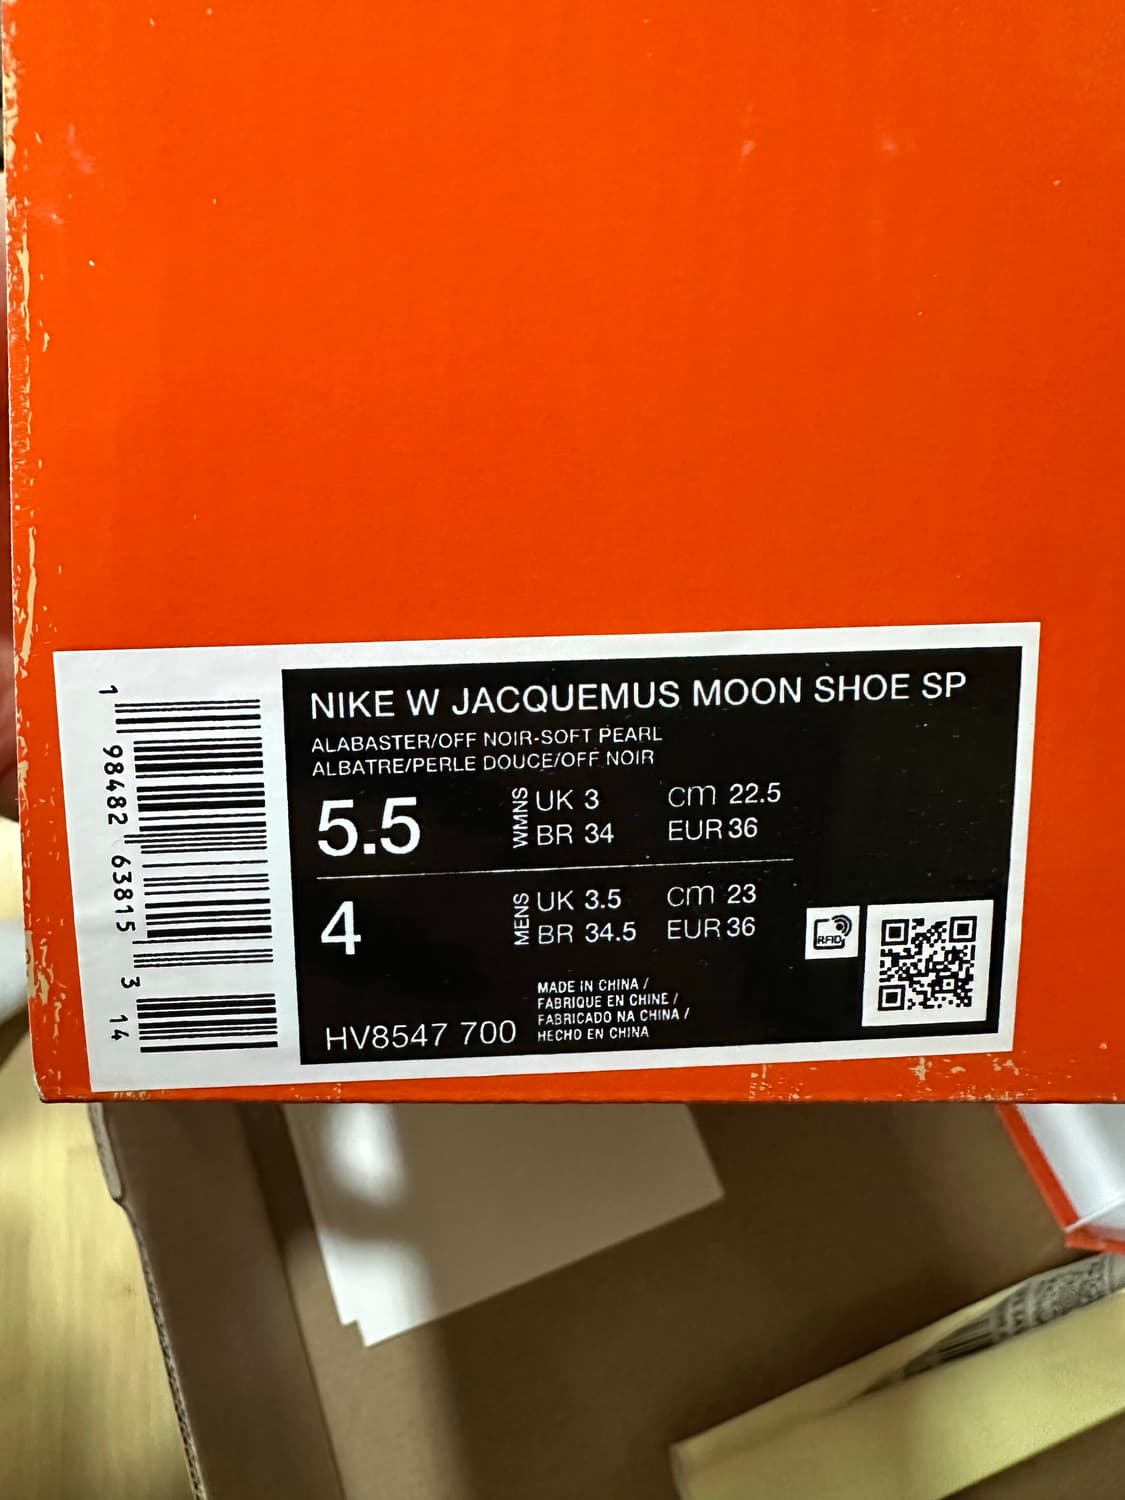 NIKE W JACQUEMUS MOON SHOE SP
ALABASTER/OFF NOIR-SOFT PEARL
ALBATRE/PERLE DOUCE/OFF NOIR
5.5 WMNS UK 3 cm 22.5
BR 34 EUR 36
4 MENS UK 3.5 cm 23
BR 34.5 EUR 36
MADE IN CHINA /
FABRIQUE EN CHINE /
FABRICADO NA CHINA /
HECHO EN CHINA
HV8547 700
RFID
1 98482 63815 3 14